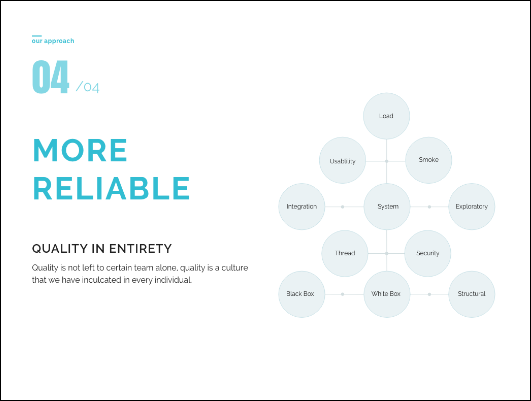 our approach
04 /04
MORE
RELIABLE
QUALITY IN ENTIRETY
Quality is not left to certain team alone, quality is a culture
that we have inculcated in every individual.
Load
Usability
Smoke
Integration
System
Exploratory
Thread
Security
Black Box
White Box
Structural